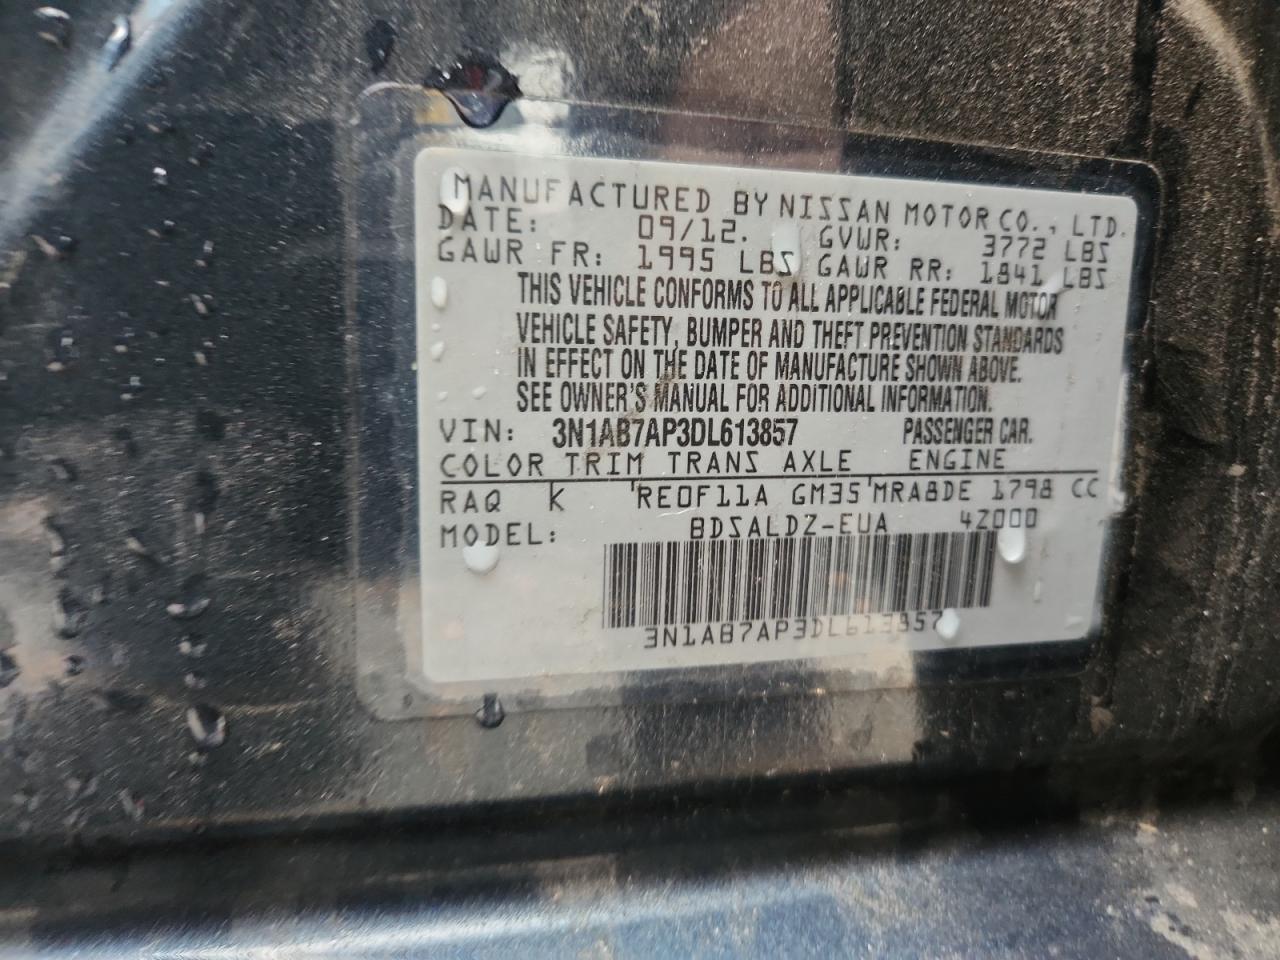 MANUFACTURED BY NISSAN MOTOR CO., LTD.
DATE: 09/12. GVWR: 3772 LBS
GAWR FR: 1995 LBS GAWR RR: 1841 LBS
THIS VEHICLE CONFORMS TO ALL APPLICABLE FEDERAL MOTOR
VEHICLE SAFETY, BUMPER AND THEFT PREVENTION STANDARDS
IN EFFECT ON THE DATE OF MANUFACTURE SHOWN ABOVE.
SEE OWNER'S MANUAL FOR ADDITIONAL INFORMATION.
VIN: 3N1AB7AP3DL613857 PASSENGER CAR.
COLOR TRIM TRANS AXLE ENGINE
RAQ K RE0F11A GM35 MRA8DE 1798 CC
MODEL: BDSALDZ-EUA 4Z000
3N1AB7AP3DL613857